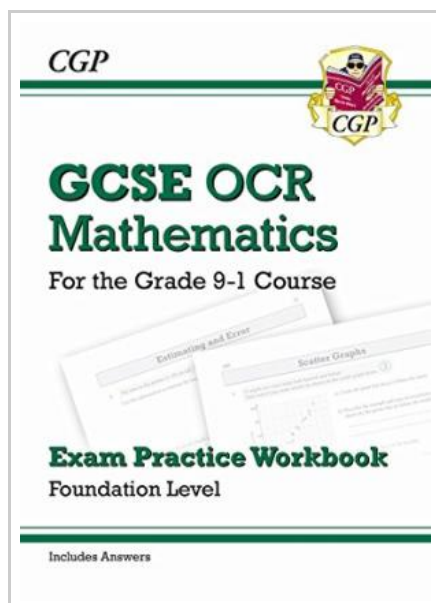 CGP
CGP
CGP
GCSE OCR
Mathematics
For the Grade 9-1 Course
Estimating and Error
Scatter Graphs
Exam Practice Workbook
Foundation Level
Includes Answers